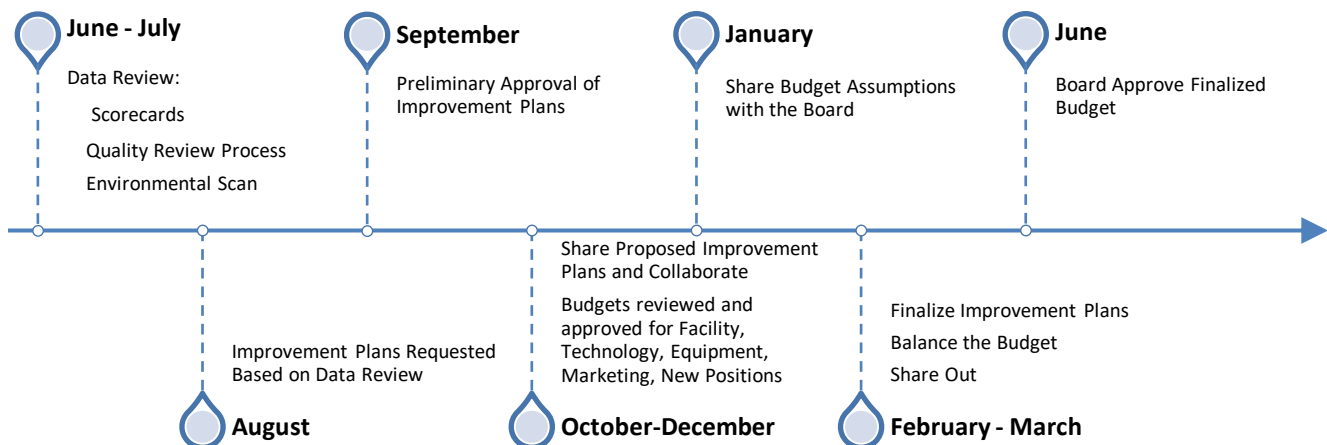 June - July
Data Review:
Scorecards
Quality Review Process
Environmental Scan
September
Preliminary Approval of
Improvement Plans
January
Share Budget Assumptions
with the Board
June
Board Approve Finalized
Budget
Improvement Plans Requested
Based on Data Review
August
Share Proposed Improvement
Plans and Collaborate
Budgets reviewed and
approved for Facility,
Technology, Equipment,
Marketing, New Positions
October-December
Finalize Improvement Plans
Balance the Budget
Share Out
February - March